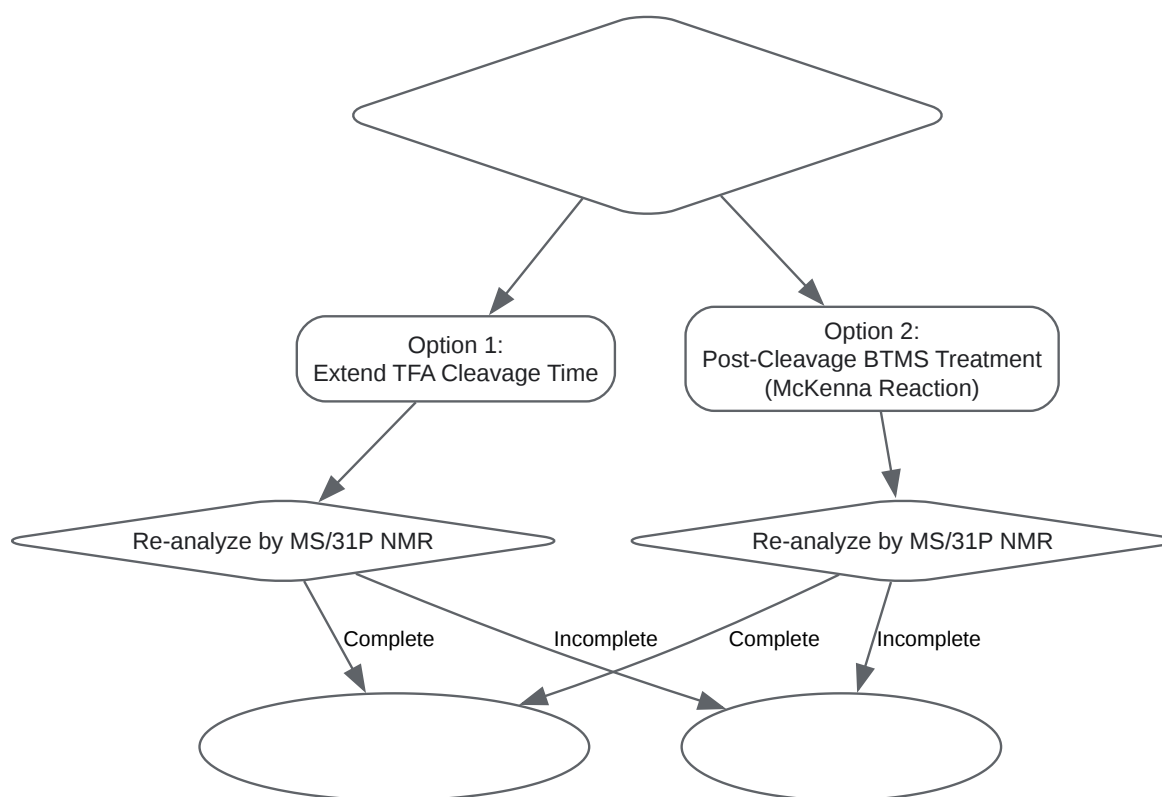 Option 1:
Extend TFA Cleavage Time
Option 2:
Post-Cleavage BTMS Treatment
(McKenna Reaction)
Re-analyze by MS/31P NMR
Re-analyze by MS/31P NMR
Complete
Incomplete
Complete
Incomplete